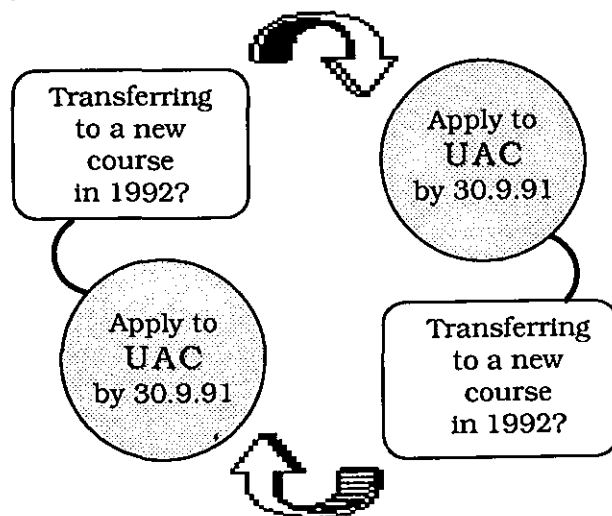 Transferring
to a new
course
in 1992?
Apply to
UAC
by 30.9.91
Apply to
UAC
by 30.9.91
Transferring
to a new
course
in 1992?